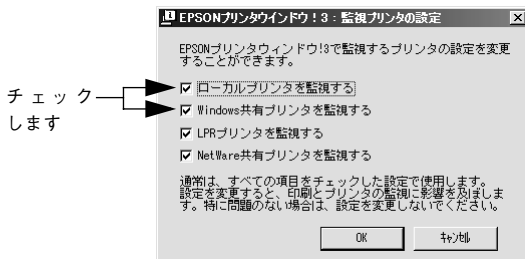 EPSONプリンタウィンドウ!3:監視プリンタの設定
EPSONプリンタウィンドウ!3で監視するプリンタの設定を変更
することができます。
チェック
します
ローカルプリンタを監視する
Windows共有プリンタを監視する
LPRプリンタを監視する
NetWare共有プリンタを監視する
通常は、すべての項目をチェックした設定で使用します。
設定を変更すると、印刷とプリンタの監視に影響を及ぼしま
す。特に問題のない場合は、設定を変更しないでください。
OK
キャンセル